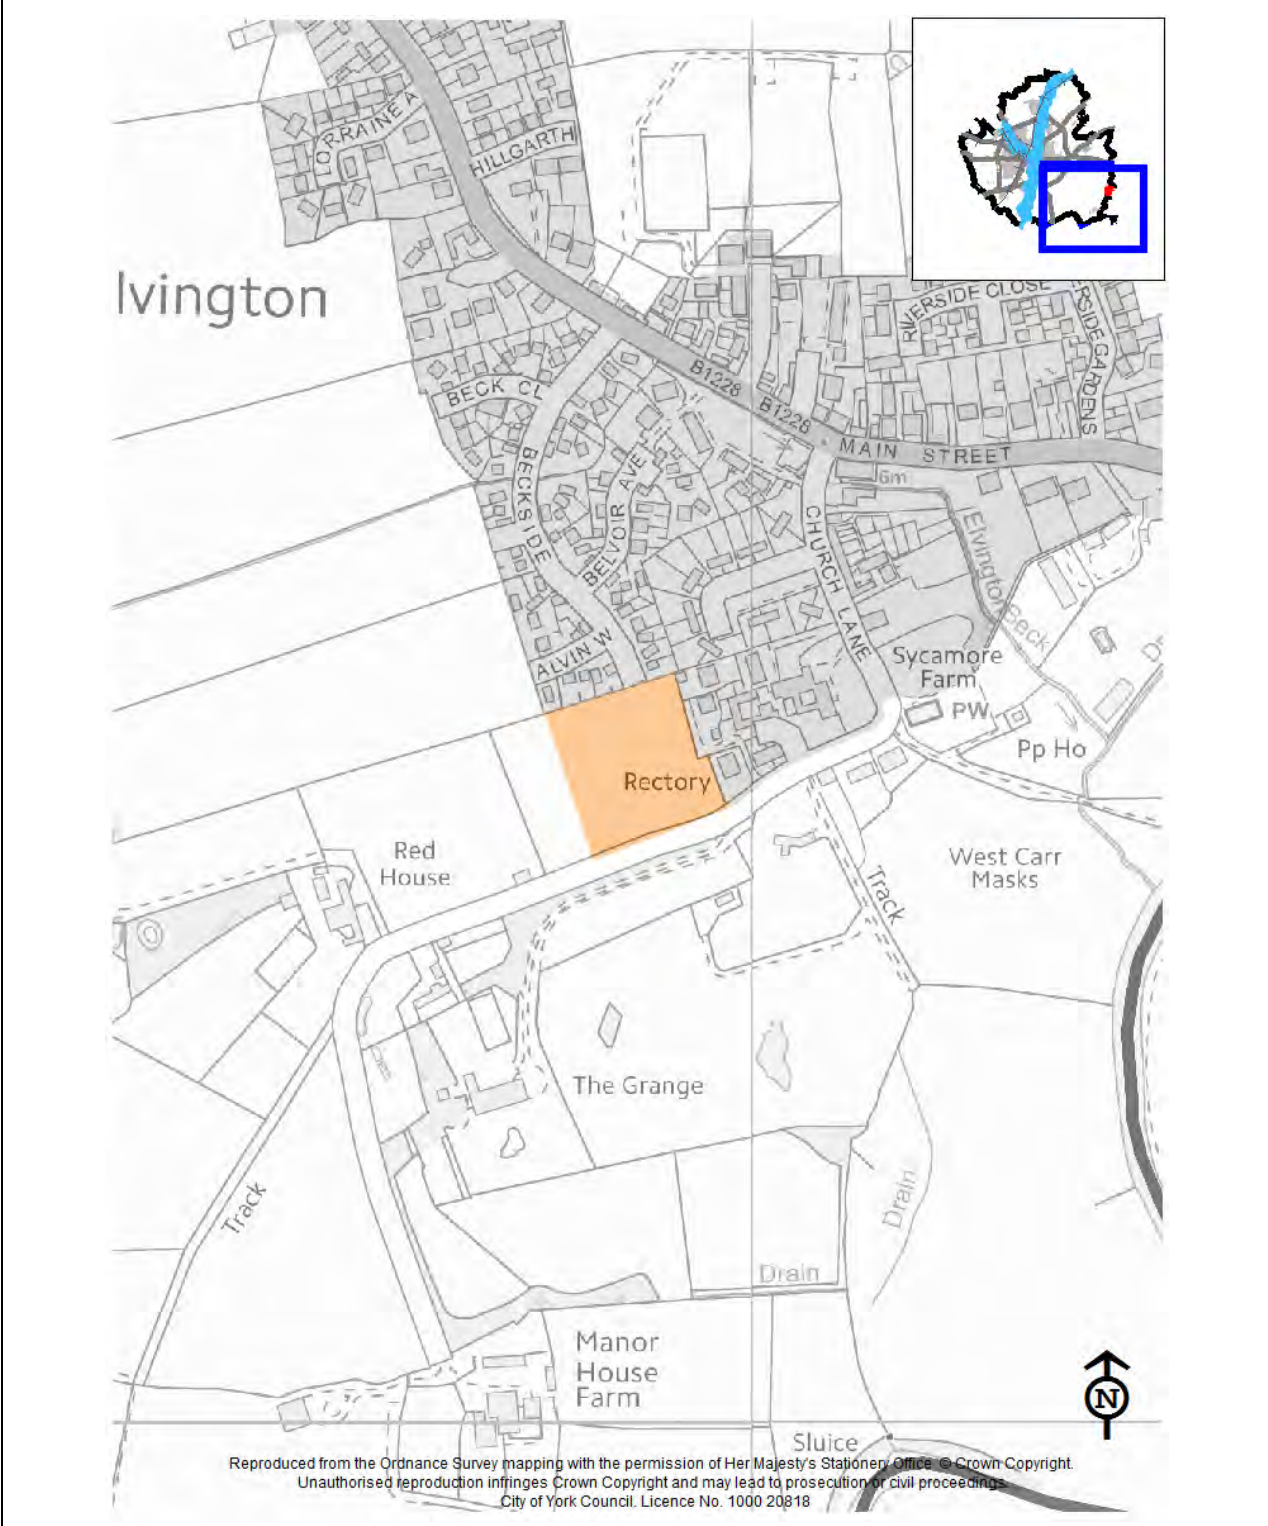 LORRAINE A
HILLGARTH
lvington
RIVERSIDE CLOSE
GARDENS
BECK CL
B1228
B1228
MAIN STREET
6m
BECKSIDE
BELVOIR AVE
CHURCH LANE
Elvington Beck
ALVIN W
Sycamore
Farm
PW
Pp Ho
Rectory
Red
House
West Carr
Masks
Track
The Grange
Track
Drain
Drain
Manor
House
Farm
N
Sluice
Reproduced from the Ordnance Survey mapping with the permission of Her Majesty's Stationery Office. © Crown Copyright.
Unauthorised reproduction infringes Crown Copyright and may lead to prosecution or civil proceedings.
City of York Council. Licence No. 1000 20818